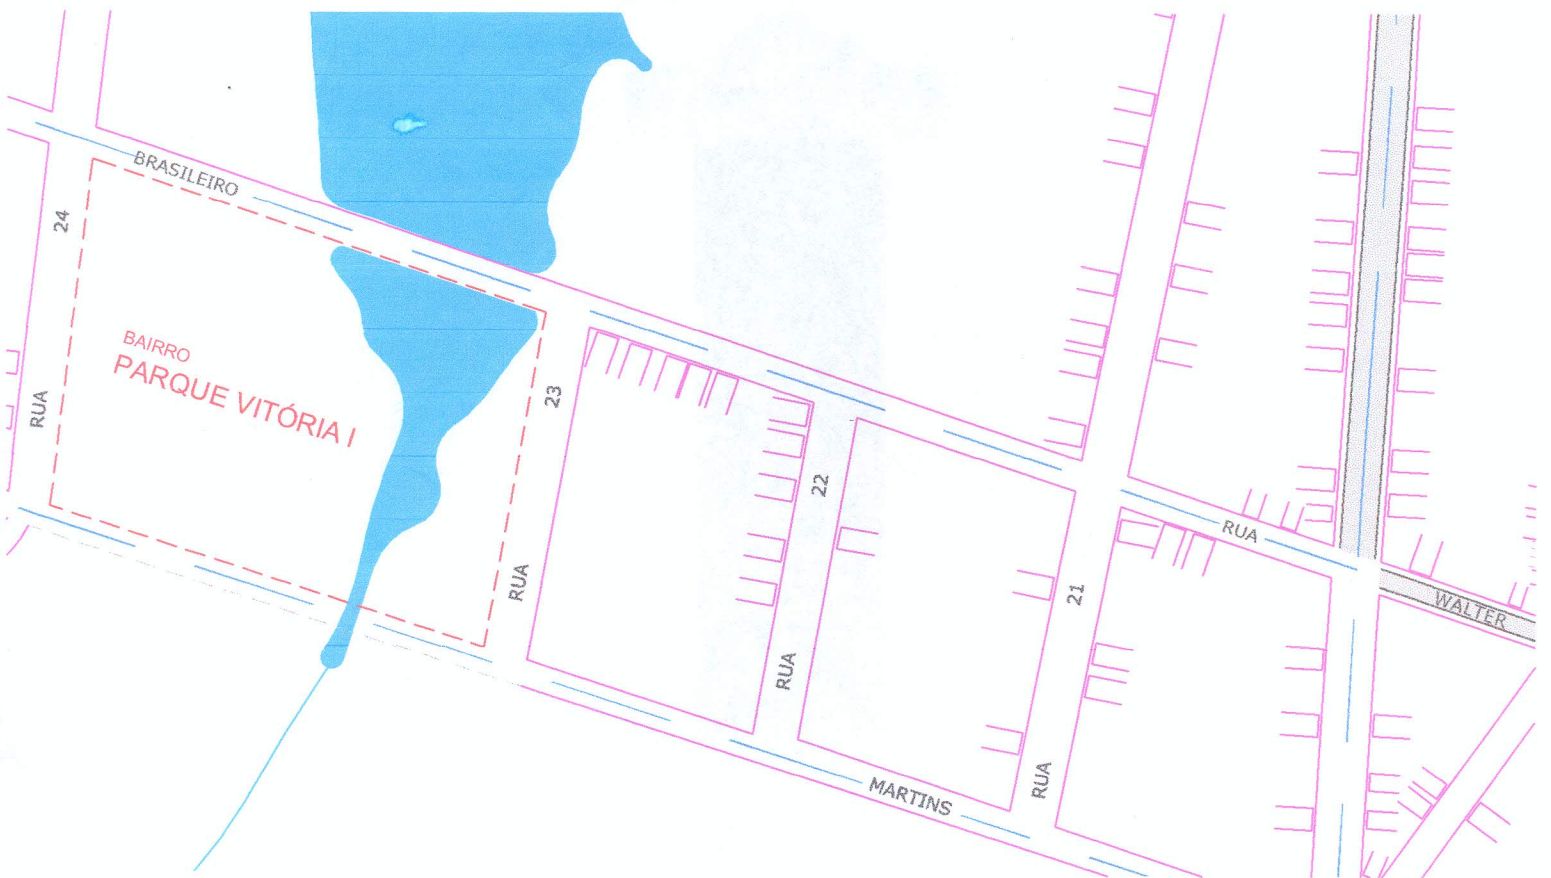 BRASILEIRO
24
RUA
BAIRRO
PARQUE VITÓRIA I
23
RUA
22
RUA
21
RUA
RUA
WALTER
MARTINS